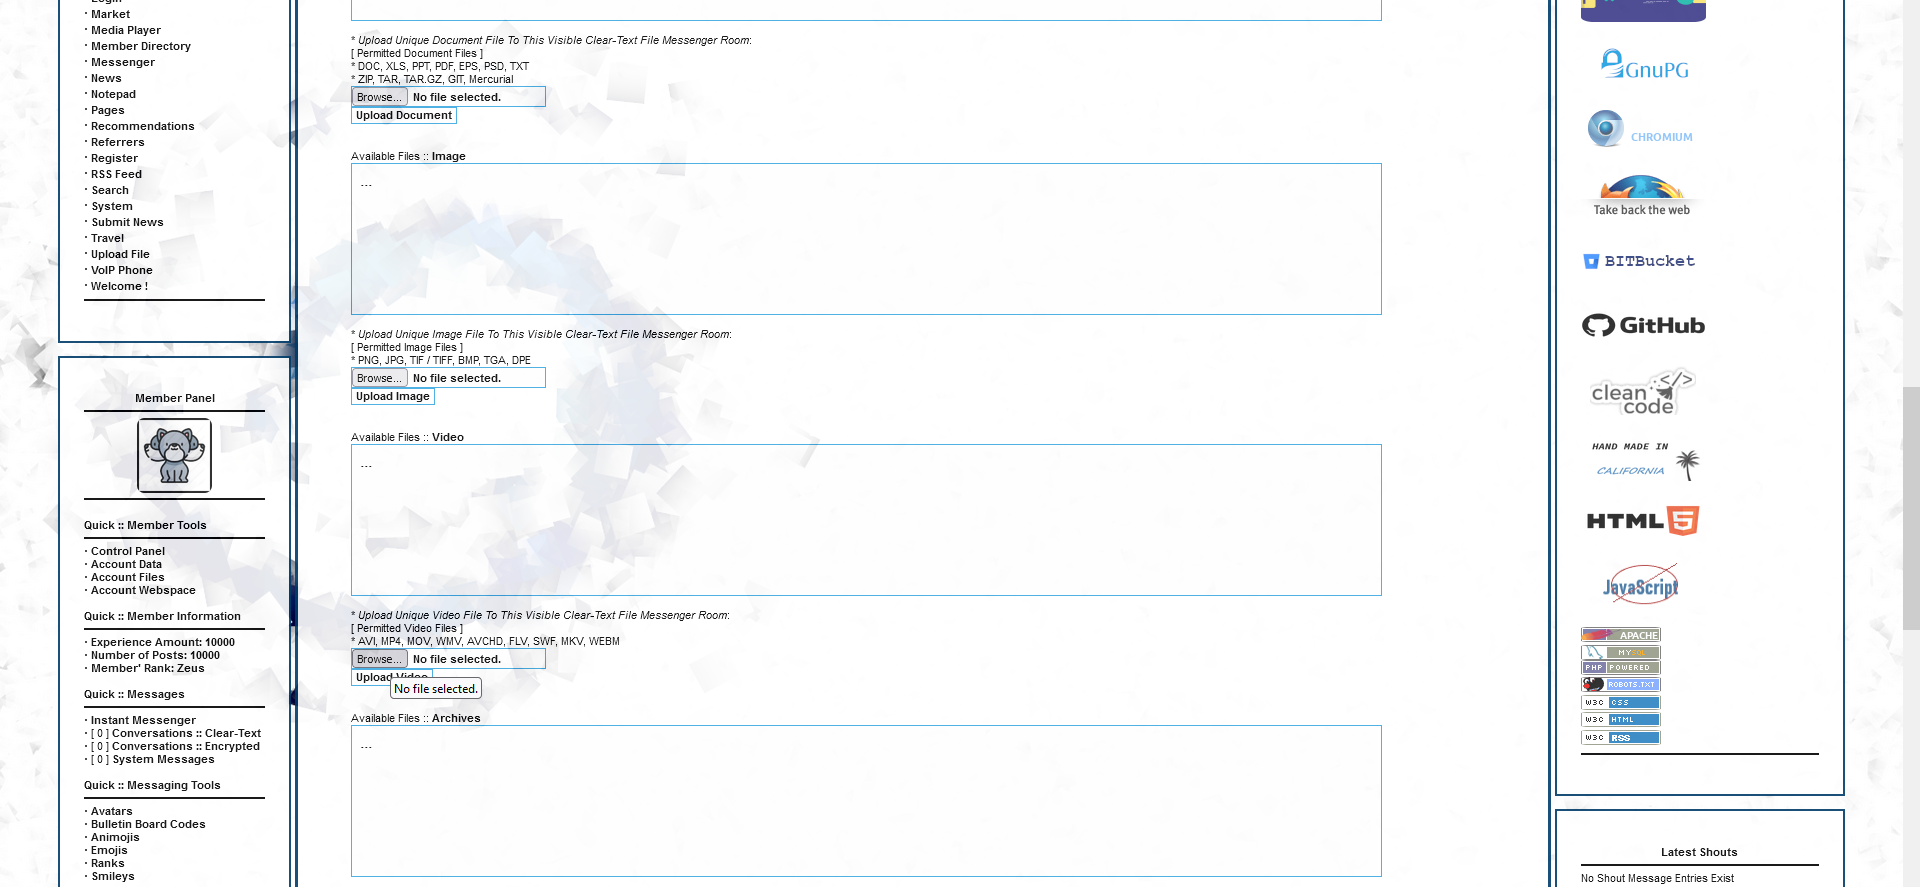 · Market
· Media Player
· Member Directory
· Messenger
· News
· Notepad
· Pages
· Recommendations
· Referrers
· Register
· RSS Feed
· Search
· System
· Submit News
· Travel
· Upload File
· VoIP Phone
· Welcome !
Member Panel
Quick :: Member Tools
· Control Panel
· Account Data
· Account Files
· Account Webspace
Quick :: Member Information
· Experience Amount: 10000
· Number of Posts: 10000
· Member' Rank: Zeus
Quick :: Messages
· Instant Messenger
· [ 0 ] Conversations :: Clear-Text
· [ 0 ] Conversations :: Encrypted
· [ 0 ] System Messages
Quick :: Messaging Tools
· Avatars
· Bulletin Board Codes
· Animojis
· Emojis
· Ranks
· Smileys
* Upload Unique Document File To This Visible Clear-Text File Messenger Room:
[ Permitted Document Files ]
* DOC, XLS, PPT, PDF, EPS, PSD, TXT
* ZIP, TAR, TAR.GZ, GIT, Mercurial
Browse... No file selected.
Upload Document
Available Files :: Image
...
* Upload Unique Image File To This Visible Clear-Text File Messenger Room:
[ Permitted Image Files ]
* PNG, JPG, TIF / TIFF, BMP, TGA, DPE
Browse... No file selected.
Upload Image
Available Files :: Video
...
* Upload Unique Video File To This Visible Clear-Text File Messenger Room:
[ Permitted Video Files ]
* AVI, MP4, MOV, WMV, AVCHD, FLV, SWF, MKV, WEBM
Browse... No file selected.
Upload Video
No file selected.
Available Files :: Archives
...
GnuPG
CHROMIUM
Take back the web
BITBucket
GitHub
</>
clean
code
HAND MADE IN
CALIFORNIA
HTML 5
JavaScript
APACHE
MYSQL
PHP POWERED
ROBOTS.TXT
W3C CSS
W3C HTML
W3C RSS
Latest Shouts
No Shout Message Entries Exist